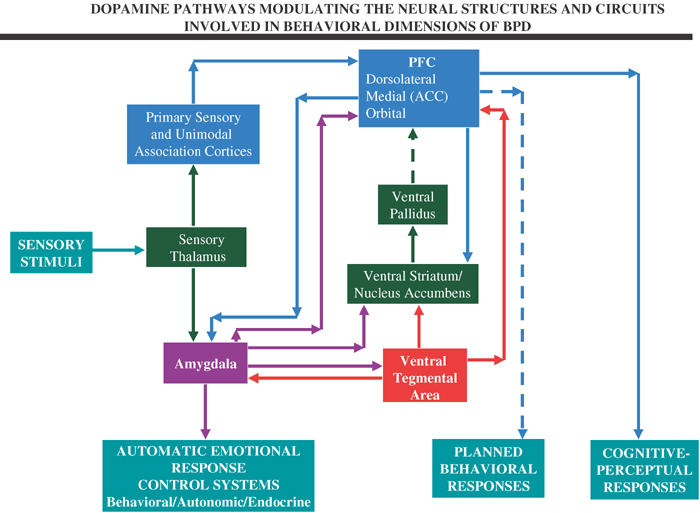 DOPAMINE PATHWAYS MODULATING THE NEURAL STRUCTURES AND CIRCUITS
INVOLVED IN BEHAVIORAL DIMENSIONS OF BPD
PFC
Dorsolateral
Medial (ACC)
Orbital
Primary Sensory
and Unimodal
Association Cortices
Ventral
Pallidus
SENSORY
STIMULI
Sensory
Thalamus
Ventral Striatum/
Nucleus Accumbens
Amygdala
Ventral
Tegmental
Area
AUTOMATIC EMOTIONAL
RESPONSE
CONTROL SYSTEMS
Behavioral/Autonomic/Endocrine
PLANNED
BEHAVIORAL
RESPONSES
COGNITIVE-
PERCEPTUAL
RESPONSES